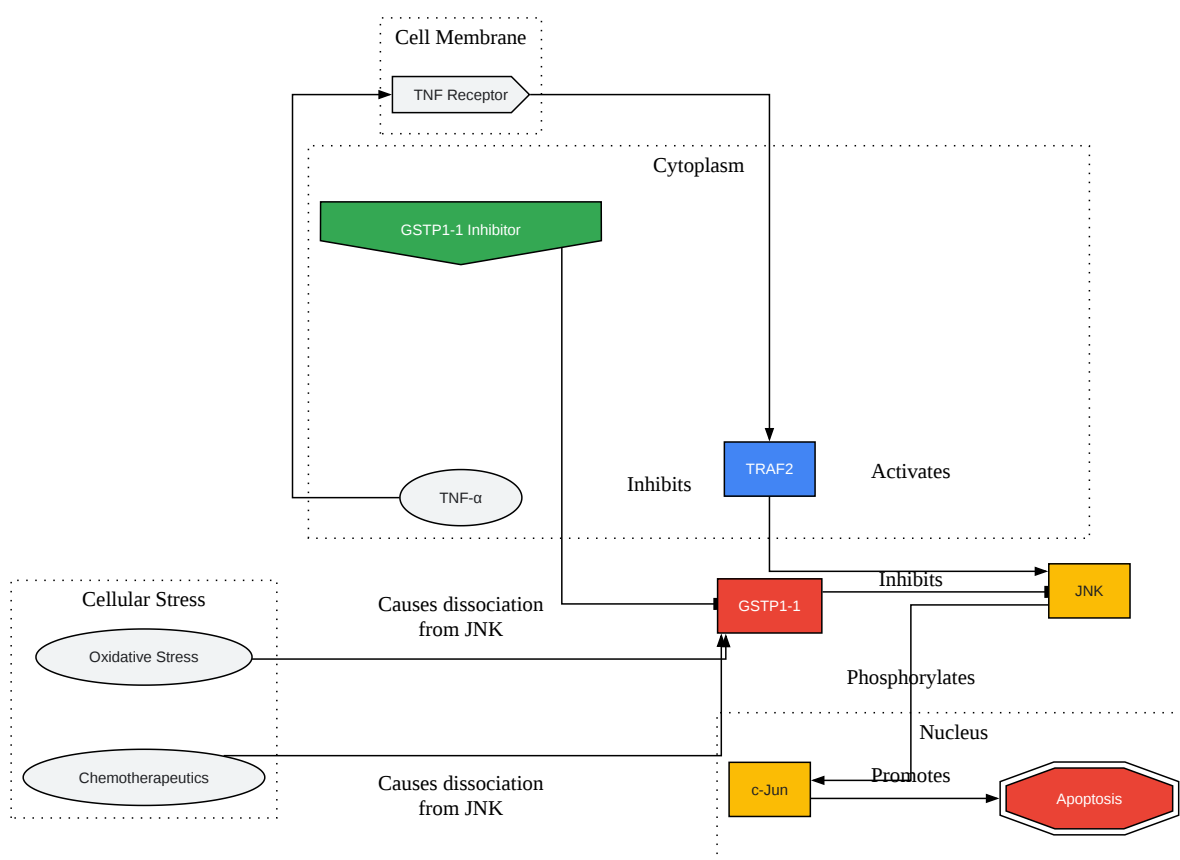 Cell Membrane
TNF Receptor
Cytoplasm
GSTP1-1 Inhibitor
TRAF2
Activates
Inhibits
TNF-α
Inhibits
JNK
Cellular Stress
Causes dissociation
from JNK
GSTP1-1
Oxidative Stress
Phosphorylates
Nucleus
Chemotherapeutics
Causes dissociation
from JNK
c-Jun
Promotes
Apoptosis